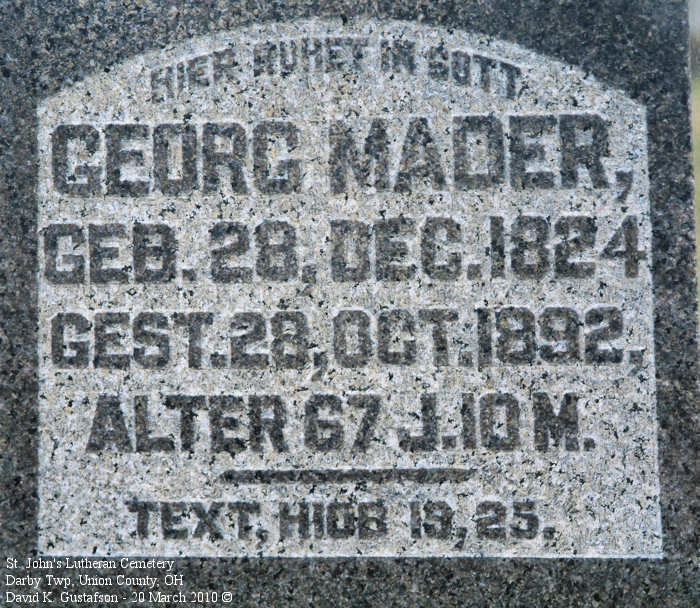 HIER RUHET IN GOTT
GEORG MADER,
GEB. 28, DEC. 1824
GEST. 28, OCT. 1892,
ALTER 67 J. 10 M.
TEXT, HIOB 19, 25.
St. John's Lutheran Cemetery
Darby Twp, Union County, OH
David K. Gustafson - 20 March 2010 ©